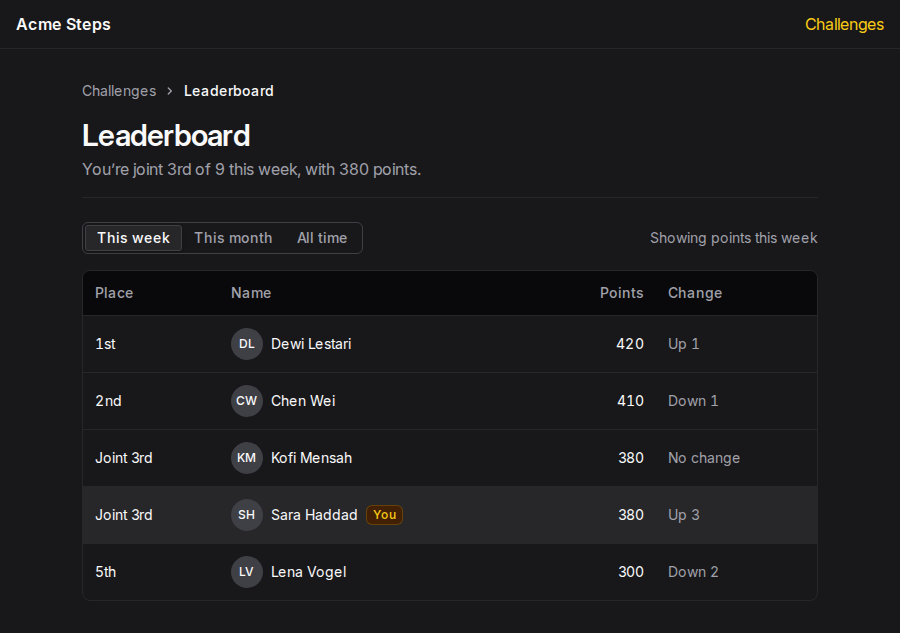 Acme Steps Challenges
Challenges > Leaderboard
Leaderboard
You’re joint 3rd of 9 this week, with 380 points.
This week This month All time Showing points this week
Place Name Points Change
1st DL Dewi Lestari 420 Up 1
2nd CW Chen Wei 410 Down 1
Joint 3rd KM Kofi Mensah 380 No change
Joint 3rd SH Sara Haddad You 380 Up 3
5th LV Lena Vogel 300 Down 2